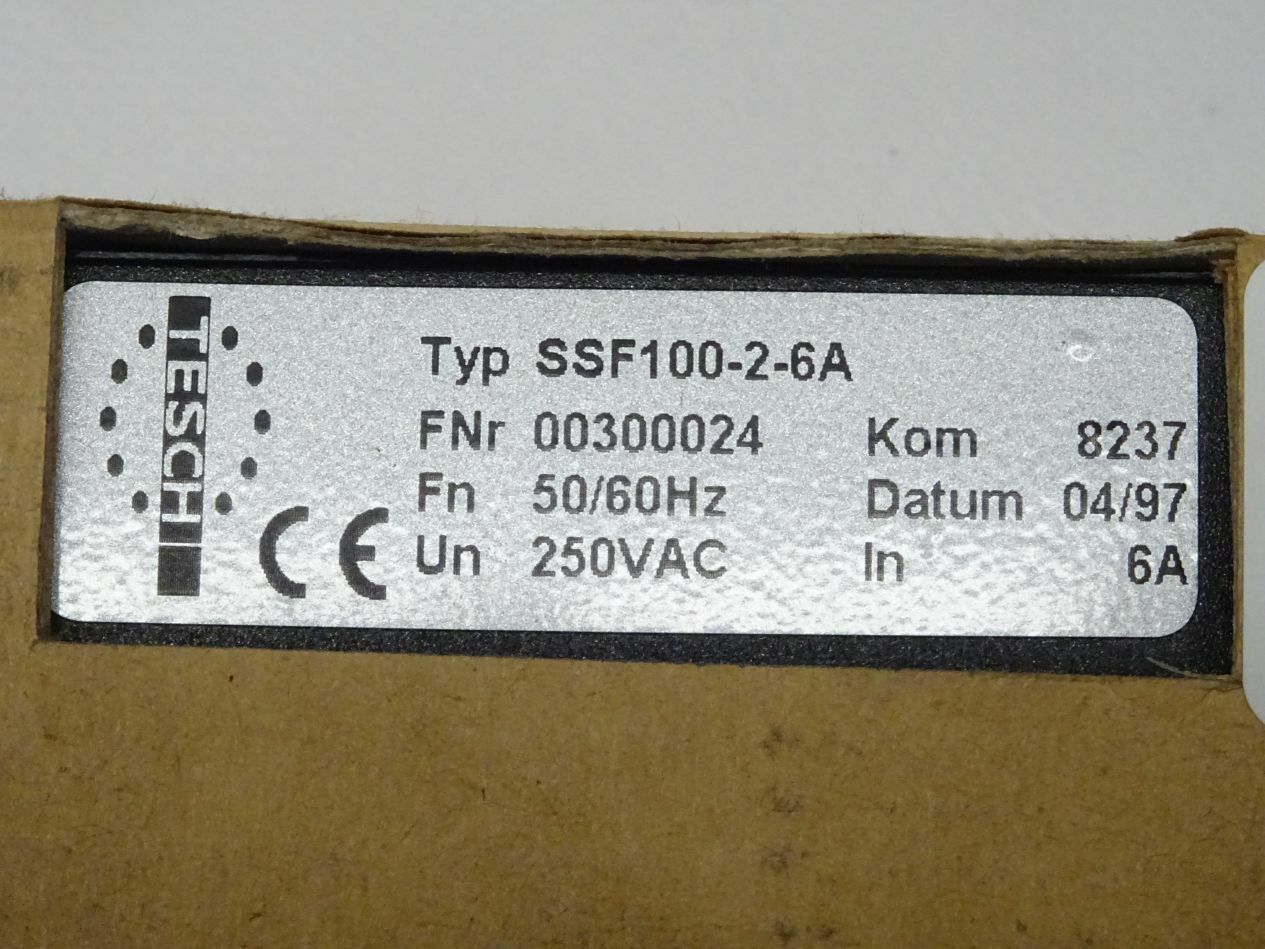 TESCH
Typ SSF100-2-6A
FNr 00300024 Kom 8237
Fn 50/60Hz Datum 04/97
CE Un 250VAC In 6A